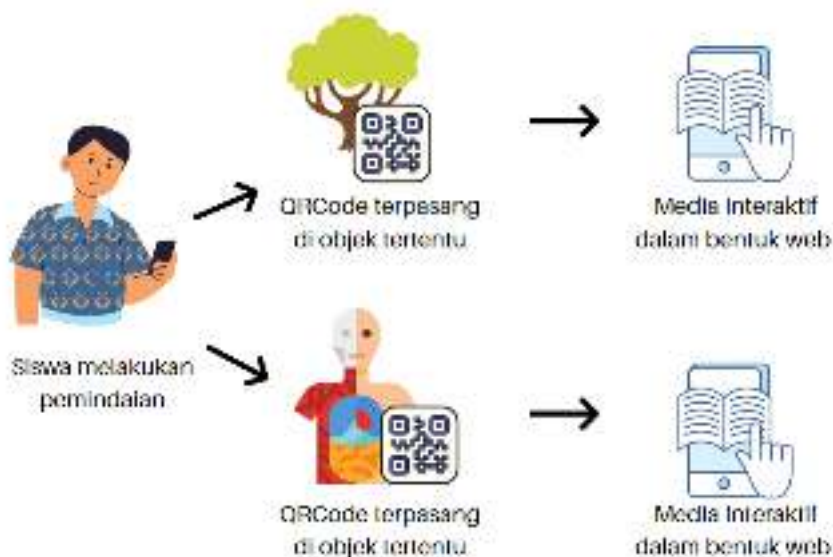 QRCode terpasang
di objek tertentu
Media Interaktif
dalam bentuk web
Siswa melakukan
pemindaian
QRCode terpasang
di objek tertentu
Media Interaktif
dalam bentuk web